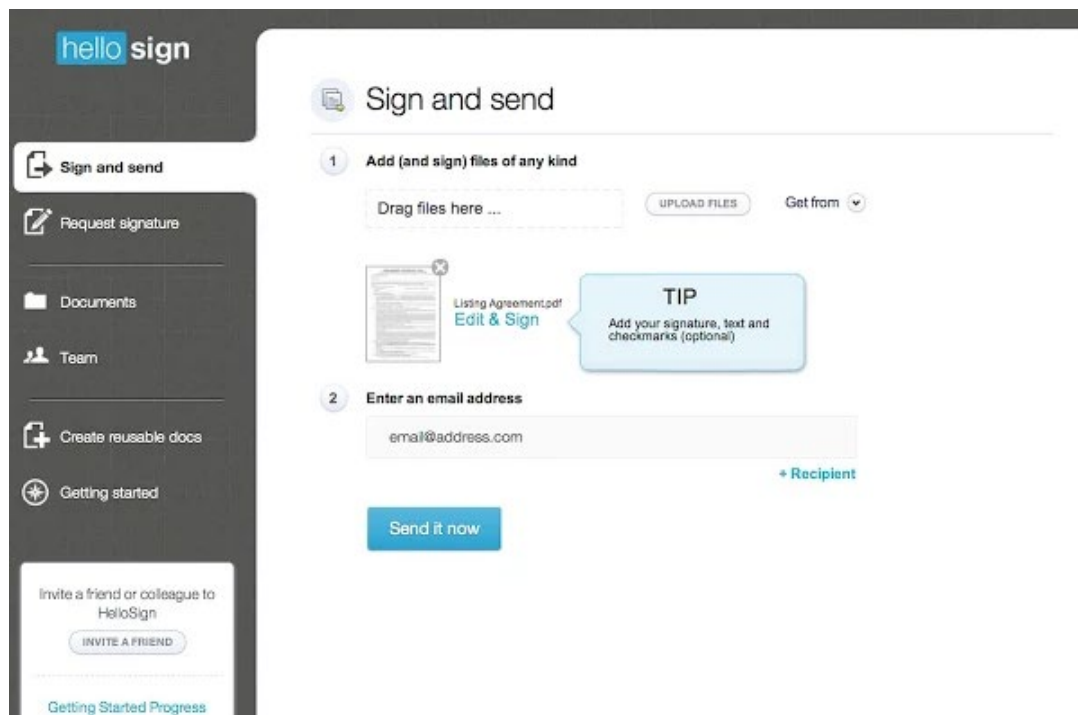 hello sign
Sign and send
Request signature
Documents
Team
Create reusable docs
Getting started
Invite a friend or colleague to
HelloSign
INVITE A FRIEND
Getting Started Progress
Sign and send
1 Add (and sign) files of any kind
Drag files here ...
UPLOAD FILES
Get from
Listing Agreement.pdf
Edit & Sign
TIP
Add your signature, text and
checkmarks (optional)
2 Enter an email address
email@address.com
+ Recipient
Send it now